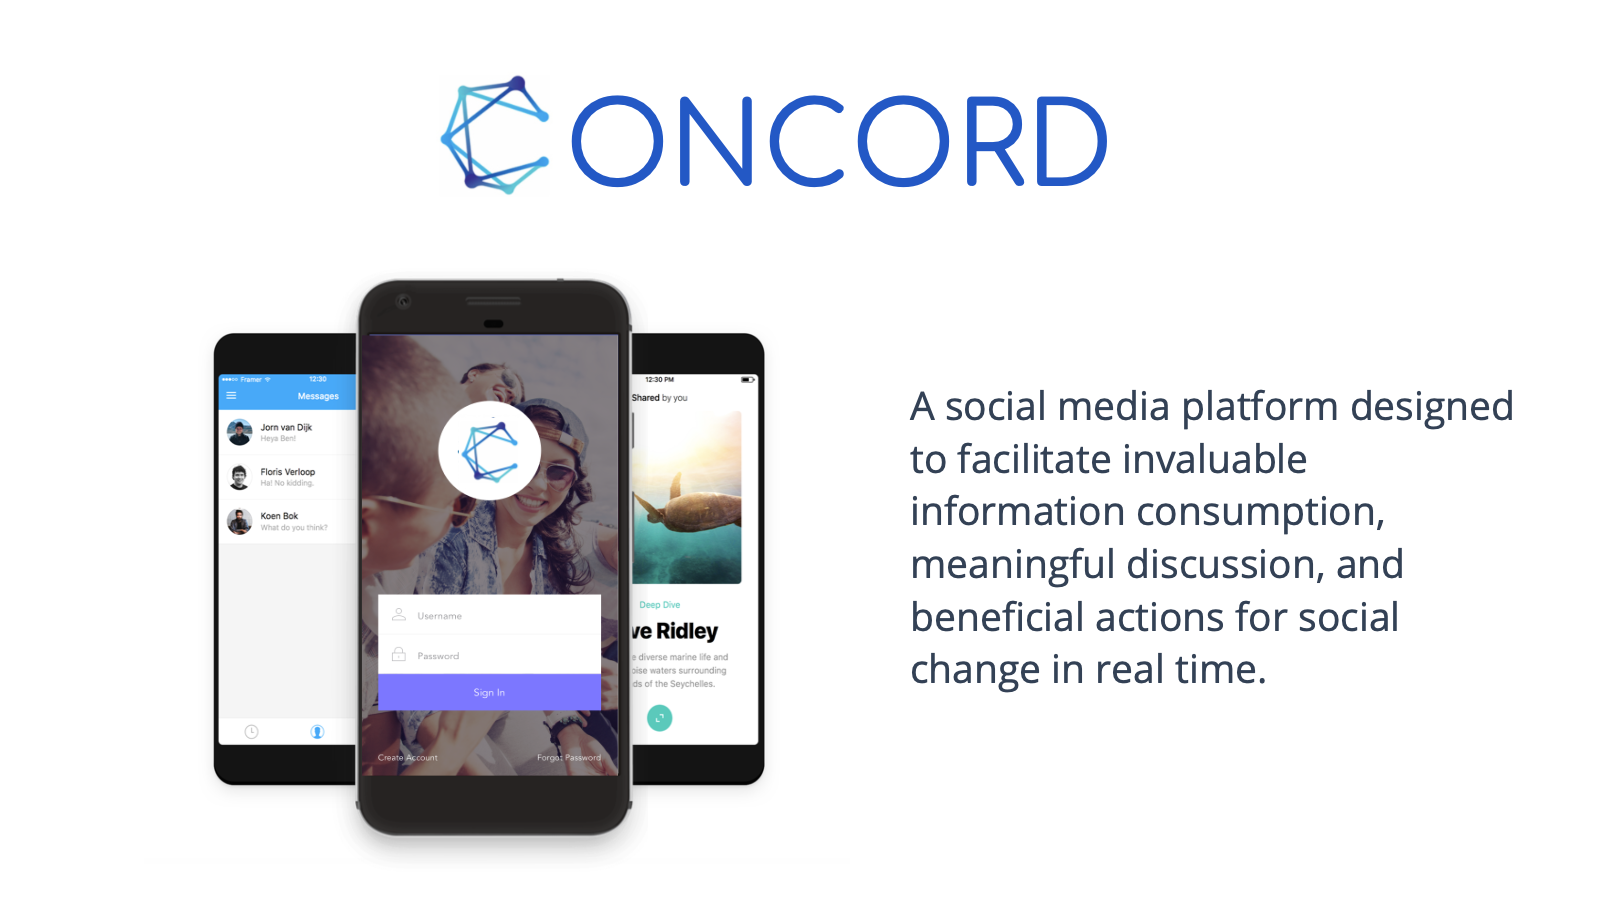 CONCORD
Framer 12:30
Messages
Jorn van Dijk
Heya Ben!
Floris Verloop
Ha! No kidding.
Koen Bok
What do you think?
Username
Password
Sign In
Create Account Forgot Password
12:30 PM
Shared by you
Deep Dive
ve Ridley
e diverse marine life and
oise waters surrounding
ds of the Seychelles.
A social media platform designed
to facilitate invaluable
information consumption,
meaningful discussion, and
beneficial actions for social
change in real time.